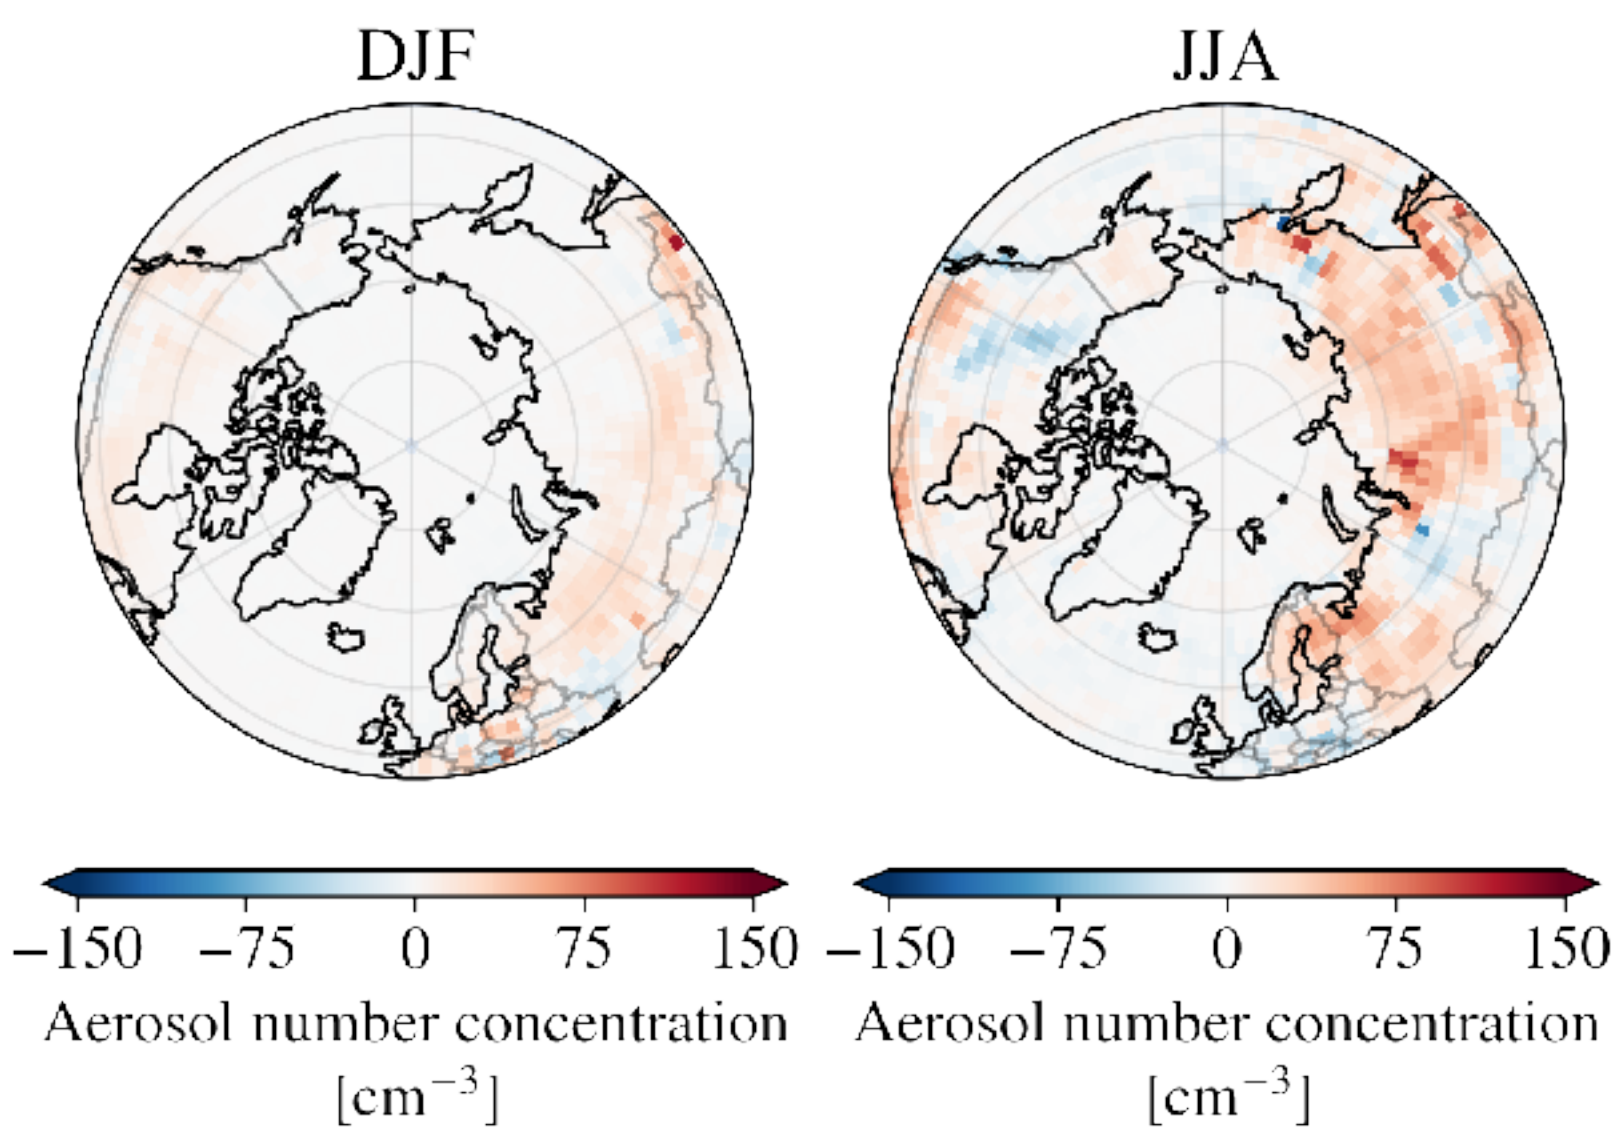 DJF JJA
−150 −75 0 75 150 −150 −75 0 75 150
Aerosol number concentration Aerosol number concentration
[cm⁻³] [cm⁻³]